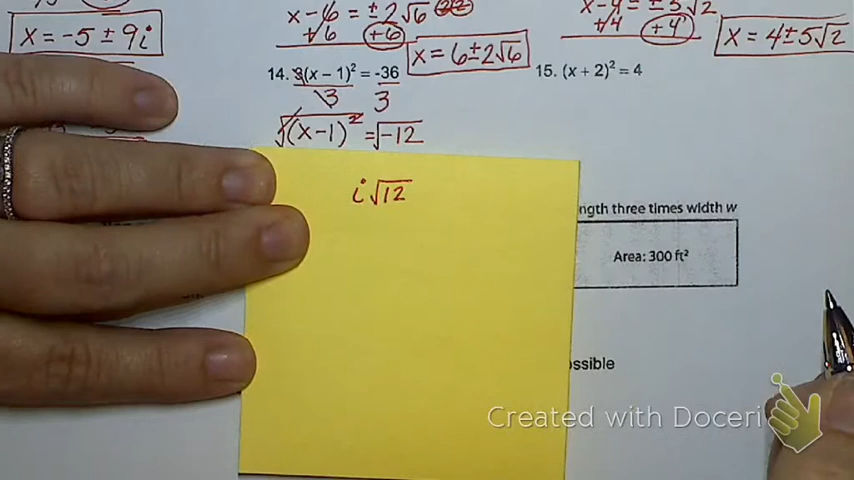 x-6 = ±2√6
x-4 = ±5√2
+6 +6
+4 +4
x = -5 ± 9i
x = 6±2√6
x = 4±5√2
14. 3(x – 1)² = -36
15. (x + 2)² = 4
3 3
√(x-1)² = √-12
i√12
ngth three times width w
Area: 300 ft²
ossible
Created with Doceri